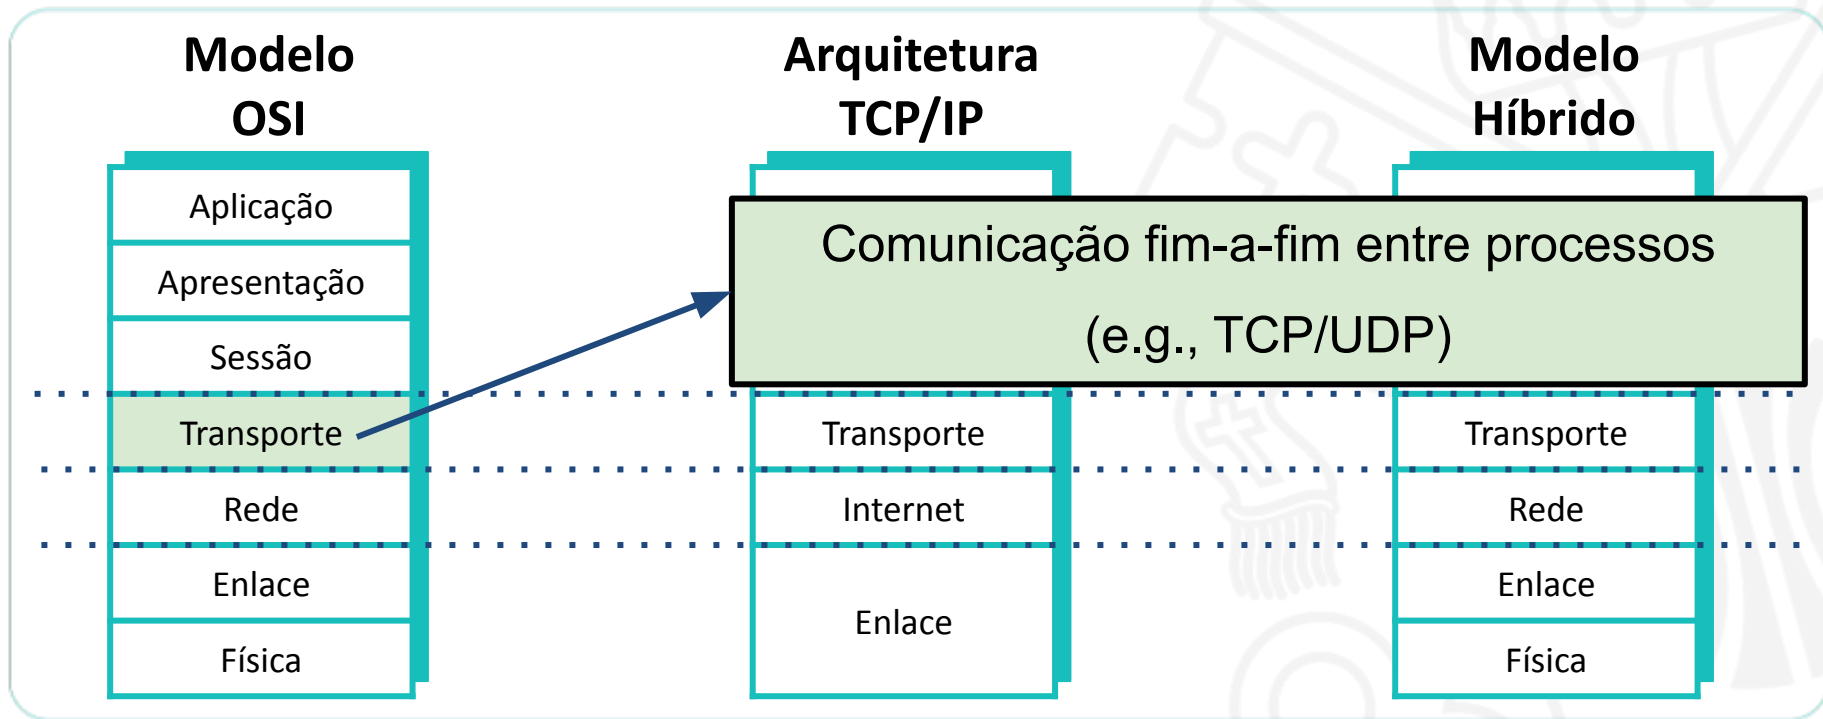 Modelo
OSI
Arquitetura
TCP/IP
Modelo
Híbrido
Aplicação
Apresentação
Sessão
Transporte
Rede
Enlace
Física
Comunicação fim-a-fim entre processos
(e.g., TCP/UDP)
Transporte
Internet
Enlace
Transporte
Rede
Enlace
Física